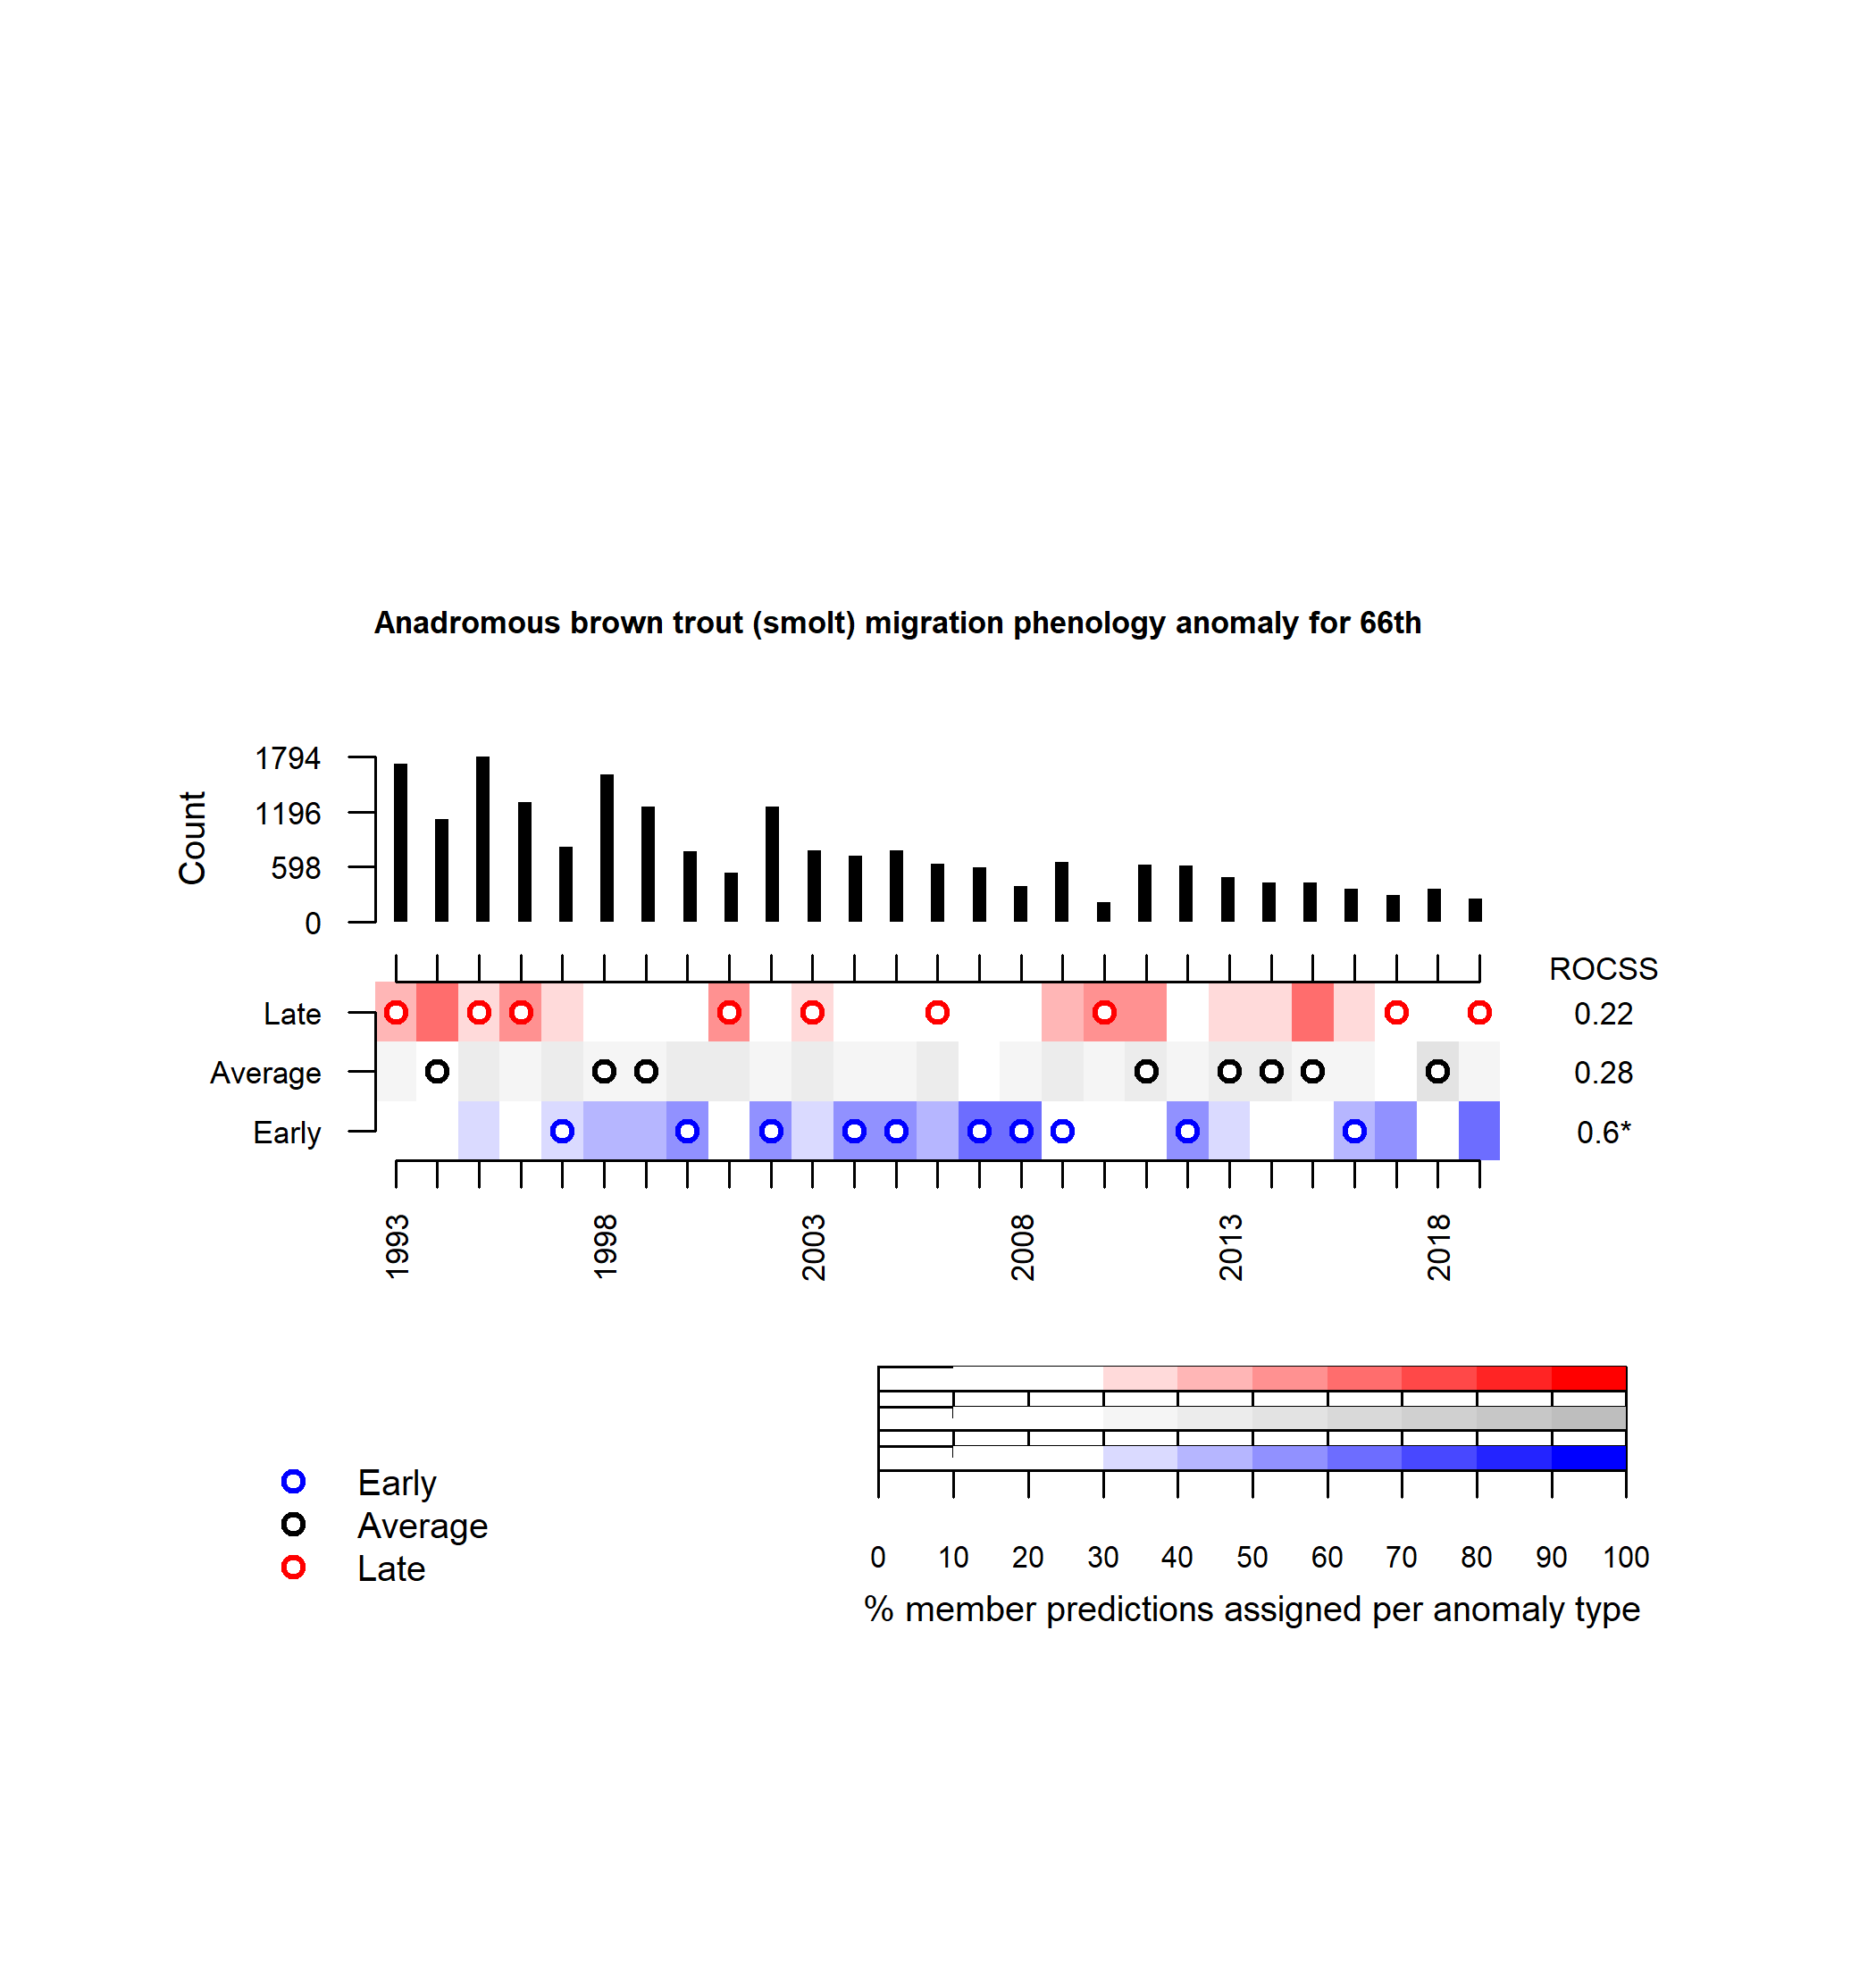 Anadromous brown trout (smolt) migration phenology anomaly for 66th
Count
1794
1196
598
0
ROCSS
Late
0.22
Average
0.28
Early
0.6*
1993
1998
2003
2008
2013
2018
Early
Average
Late
0 10 20 30 40 50 60 70 80 90 100
% member predictions assigned per anomaly type